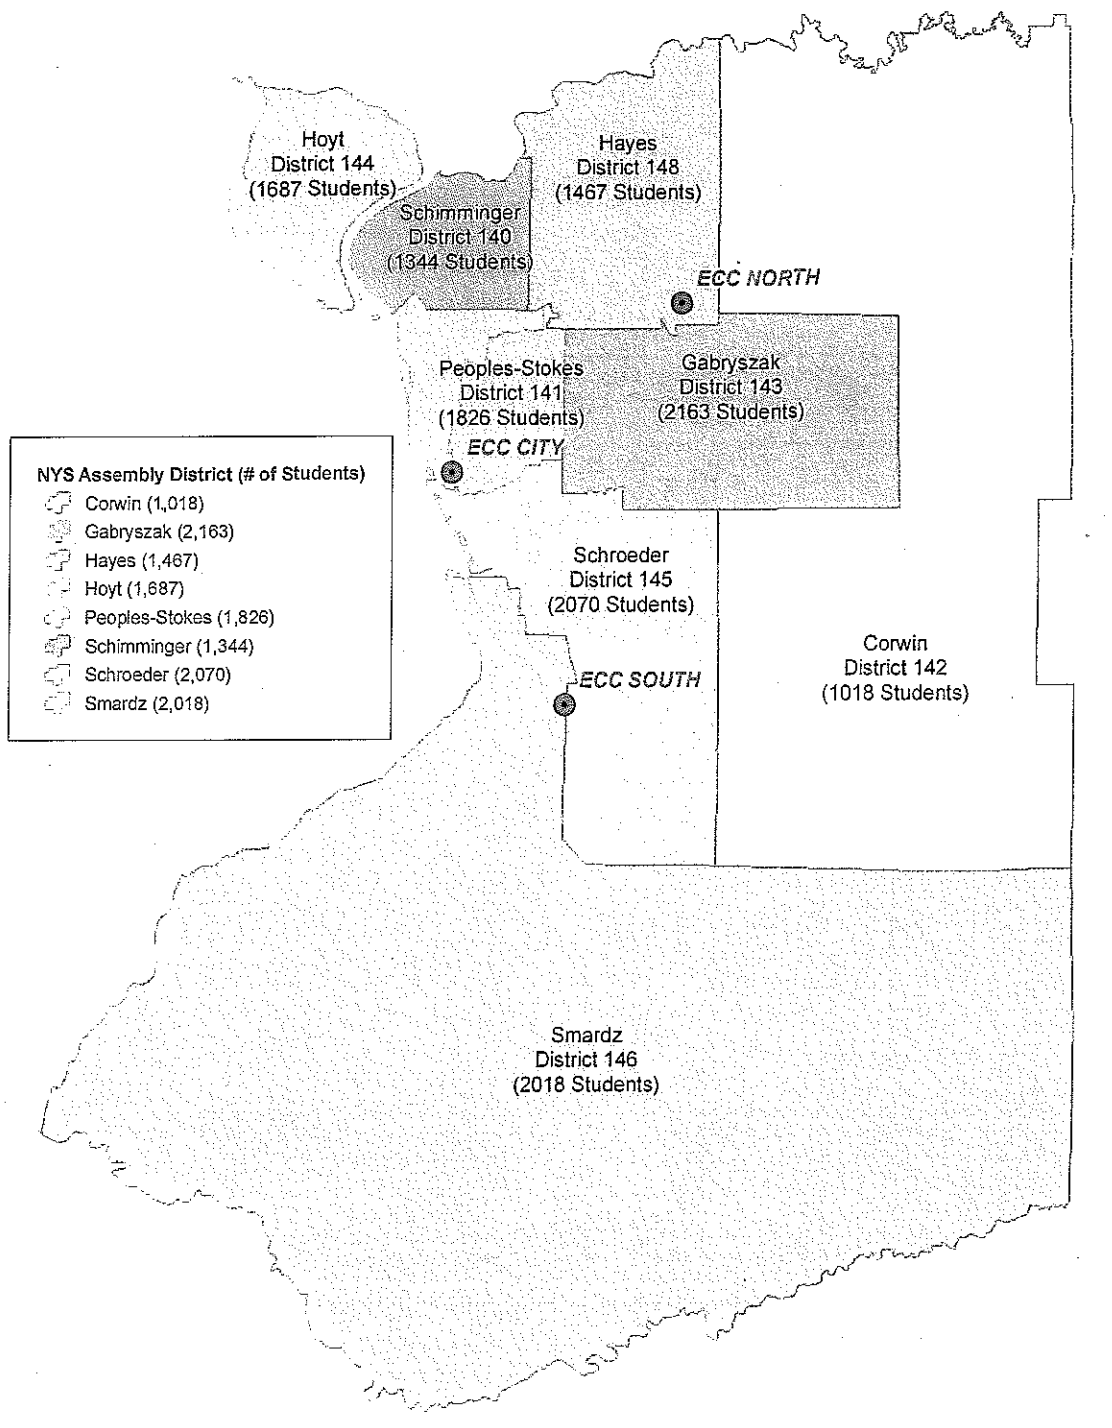 Hoyt
District 144
(1687 Students)
Hayes
District 148
(1467 Students)
Schimminger
District 140
(1344 Students)
ECC NORTH
Peoples-Stokes
District 141
(1826 Students)
Gabryszak
District 143
(2163 Students)
ECC CITY
NYS Assembly District (# of Students)
Corwin (1,018)
Gabryszak (2,163)
Hayes (1,467)
Hoyt (1,687)
Peoples-Stokes (1,826)
Schimminger (1,344)
Schroeder (2,070)
Smardz (2,018)
Schroeder
District 145
(2070 Students)
ECC SOUTH
Corwin
District 142
(1018 Students)
Smardz
District 146
(2018 Students)